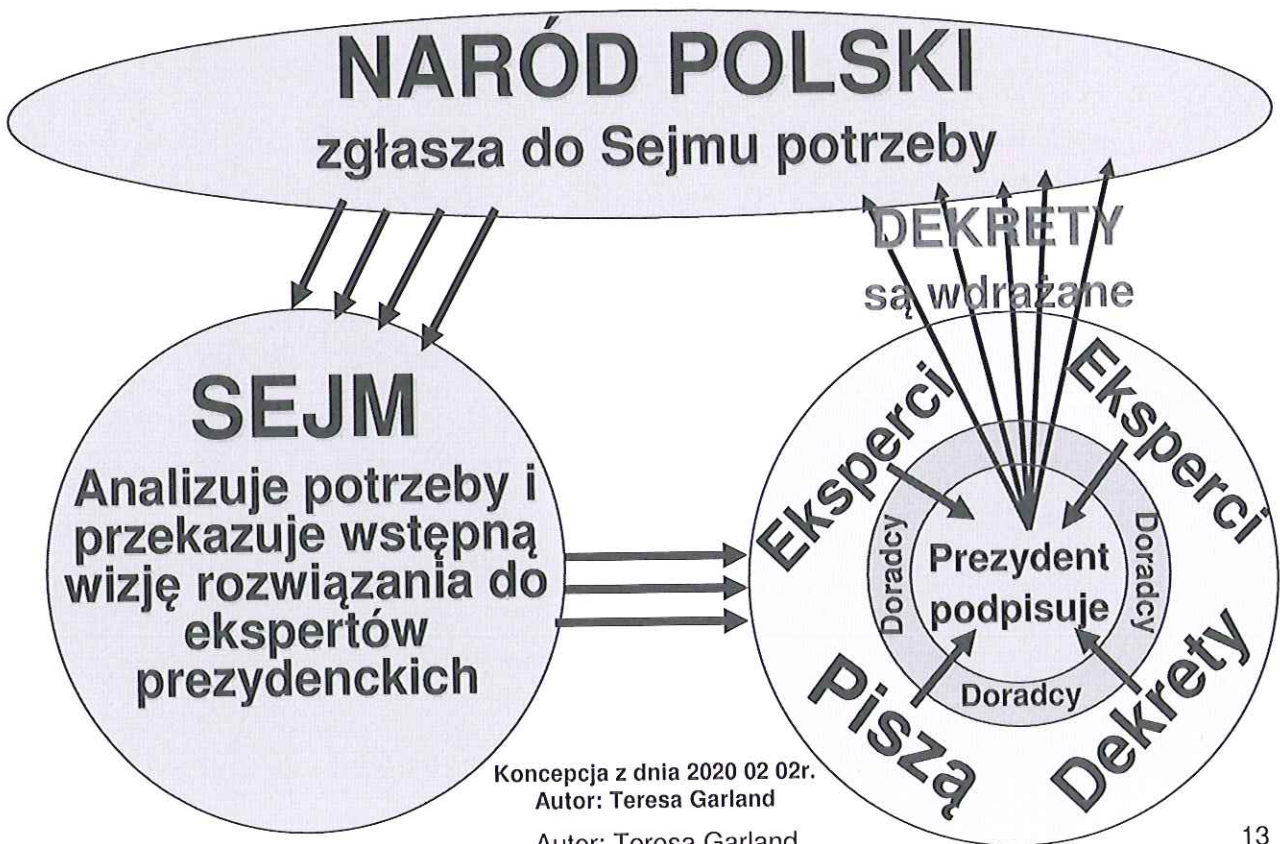 NARÓD POLSKI
zgłasza do Sejmu potrzeby
DEKRETY
są wdrażane
SEJM
Analizuje potrzeby i
przekazuje wstępną
wizję rozwiązania do
ekspertów
prezydenckich
Eksperci
Eksperci
Doradcy
Prezydent
podpisuje
Doradcy
Doradcy
Piszą
Dekrety
Koncepcja z dnia 2020 02 02r.
Autor: Teresa Garland
Autor: Teresa Garland
13